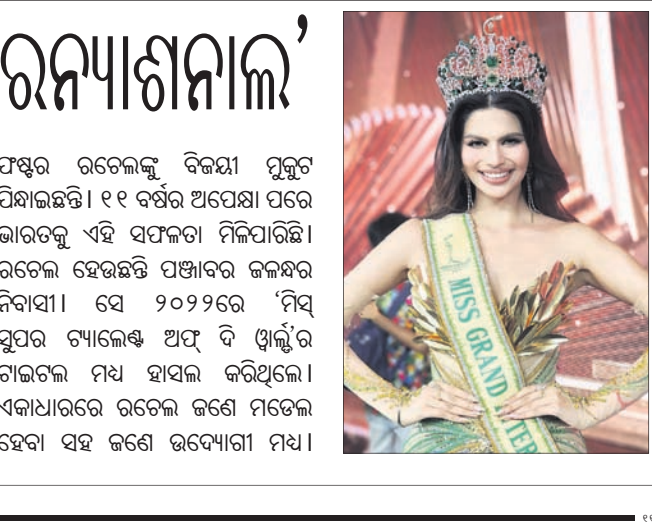 ରନ୍ୟାଶନାଲ’
ଫଷ୍ଟର ରଚେଲଙ୍କୁ ବିଜୟୀ ମୁକୁଟ
ପିନ୍ଧାଇଛନ୍ତି। ୧୧ ବର୍ଷର ଅପେକ୍ଷା ପରେ
ଭାରତକୁ ଏହି ସଫଳତା ମିଳିପାରିଛି।
ରଚେଲ ହେଉଛନ୍ତି ପଞ୍ଜାବର ଜଳନ୍ଧର
ନିବାସୀ। ସେ ୨୦୨୨ରେ ‘ମିସ୍
ସୁପର ଟ୍ୟାଲେଣ୍ଟ ଅଫ୍ ଦି ୱାର୍ଲ୍ଡ’ର
ଟାଇଟଲ ମଧ୍ୟ ହାସଲ କରିଥିଲେ।
ଏକାଧାରରେ ରଚେଲ ଜଣେ ମଡେଲ
ହେବା ସହ ଜଣେ ଉଦ୍ୟୋଗୀ ମଧ୍ୟ।
MISS GRAND INTER